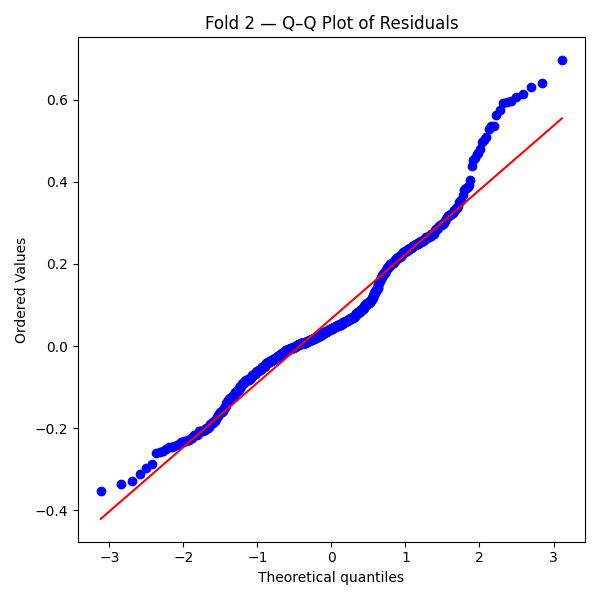 Fold 2 — Q–Q Plot of Residuals
Ordered Values
0.6
0.4
0.2
0.0
−0.2
−0.4
−3 −2 −1 0 1 2 3
Theoretical quantiles